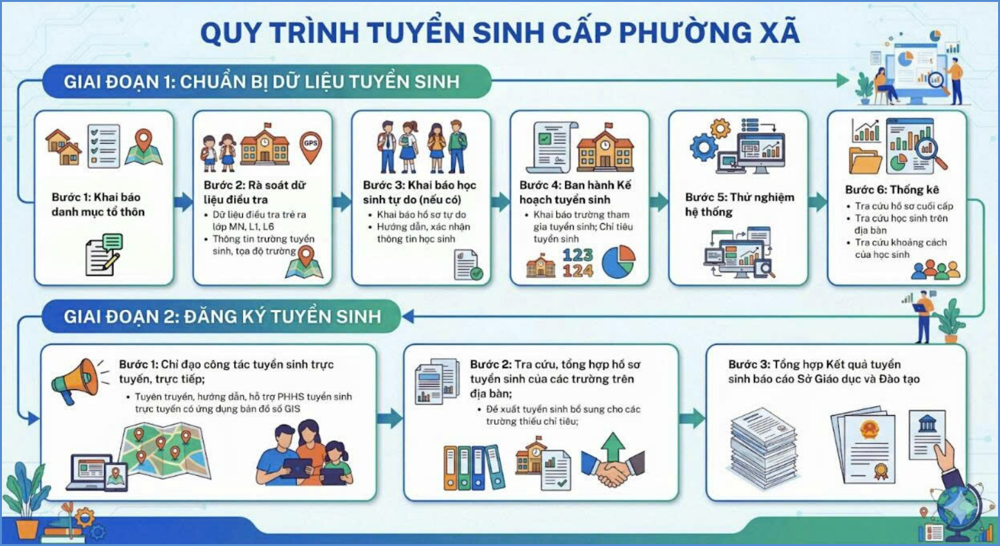 QUY TRÌNH TUYỂN SINH CẤP PHƯỜNG XÃ
GIAI ĐOẠN 1: CHUẨN BỊ DỮ LIỆU TUYỂN SINH
Bước 1: Khai báo
danh mục tổ thôn
GPS
Bước 2: Rà soát dữ
liệu điều tra
• Dữ liệu điều tra trẻ ra
lớp MN, L1, L6
• Thông tin trường tuyển
sinh, tọa độ trường
Bước 3: Khai báo học
sinh tự do (nếu có)
• Khai báo hồ sơ tự do
• Hướng dẫn, xác nhận
thông tin học sinh
Bước 4: Ban hành Kế
hoạch tuyển sinh
• Khai báo trường tham
gia tuyển sinh; Chỉ tiêu
tuyển sinh
123
124
Bước 5: Thử nghiệm
hệ thống
Bước 6: Thống kê
• Tra cứu hồ sơ cuối cấp
• Tra cứu học sinh trên
địa bàn
• Tra cứu khoảng cách
của học sinh
GIAI ĐOẠN 2: ĐĂNG KÝ TUYỂN SINH
Bước 1: Chỉ đạo công tác tuyển sinh trực
tuyến, trực tiếp;
• Tuyên truyền, hướng dẫn, hỗ trợ PHHS tuyển sinh
trực tuyến có ứng dụng bản đồ số GIS
Bước 2: Tra cứu, tổng hợp hồ sơ
tuyển sinh của các trường trên
địa bàn;
• Đề xuất tuyển sinh bổ sung cho các
trường thiếu chỉ tiêu;
Bước 3: Tổng hợp Kết quả tuyển
sinh báo cáo Sở Giáo dục và Đào tạo